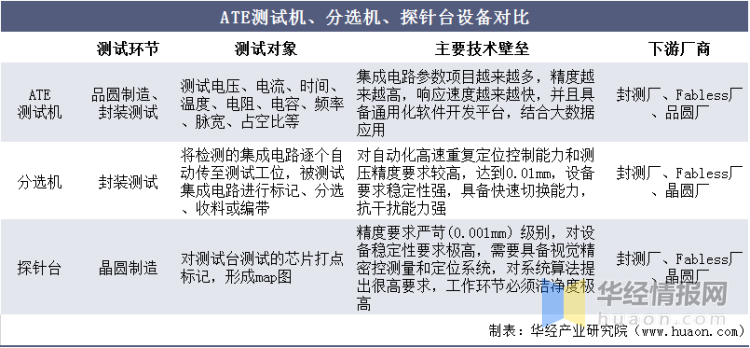 ATE测试机、分选机、探针台设备对比
测试环节 测试对象 主要技术壁垒 下游厂商
ATE
测试机
品圆制造、
封装测试
测试电压、电流、时间、
温度、电阻、电容、频率
、脉宽、占空比等
集成电路参数项目越来越多，精度越
来越高，响应速度越来越快，并且具
备通用化软件开发平台，结合大数据
应用
封测厂、Fabless厂
、品圆厂
分选机
封装测试
将检测的集成电路逐个自
动传至测试工位，被测试
集成电路进行标记、分选
、收料或编带
对自动化高速重复定位控制能力和测
压精度要求较高，达到0.01mm，设备
要求稳定性强，具备快速切换能力，
抗干扰能力强
封测厂、Fabless厂
、晶圆厂
探针台
晶圆制造
对测试台测试的芯片打点
标记，形成map图
精度要求严苛(0.001mm) 级别，对设
备稳定性要求极高，需要具备视觉精
密控测量和定位系统，对系统算法提
出很高要求，工作环节必须洁净度极
高
封测厂、Fabless厂
、晶圆厂
华经情报网
huaon.com
制表：华经产业研究院（www.huaon.com）